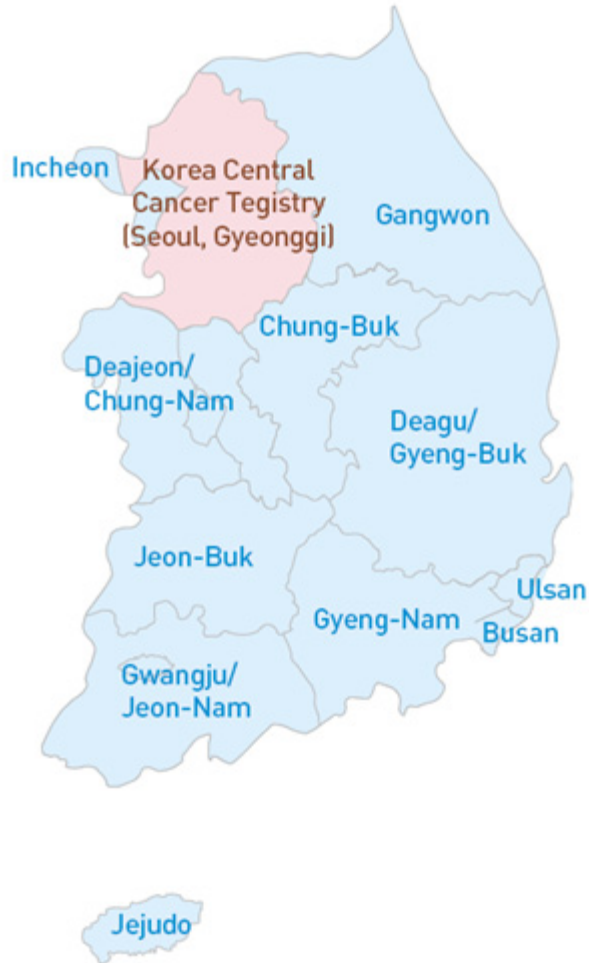 Incheon
Korea Central
Cancer Tegistry
(Seoul, Gyeonggi)
Gangwon
Chung-Buk
Deajeon/
Chung-Nam
Deagu/
Gyeng-Buk
Jeon-Buk
Ulsan
Gyeng-Nam
Busan
Gwangju/
Jeon-Nam
Jejudo